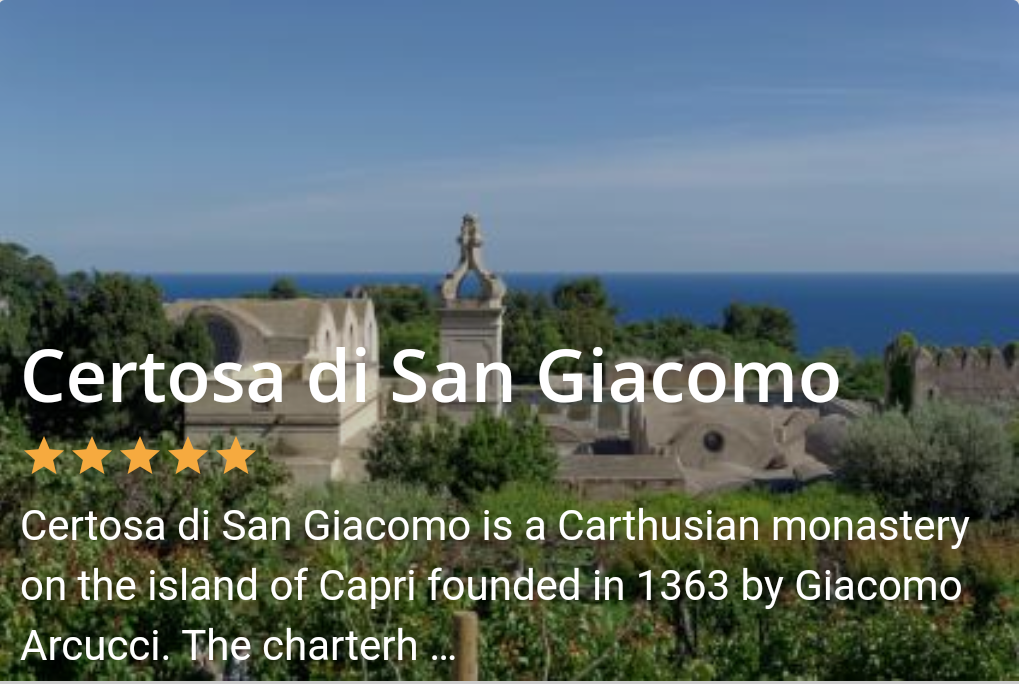 Certosa di San Giacomo
Certosa di San Giacomo is a Carthusian monastery
on the island of Capri founded in 1363 by Giacomo
Arcucci. The charterh ...